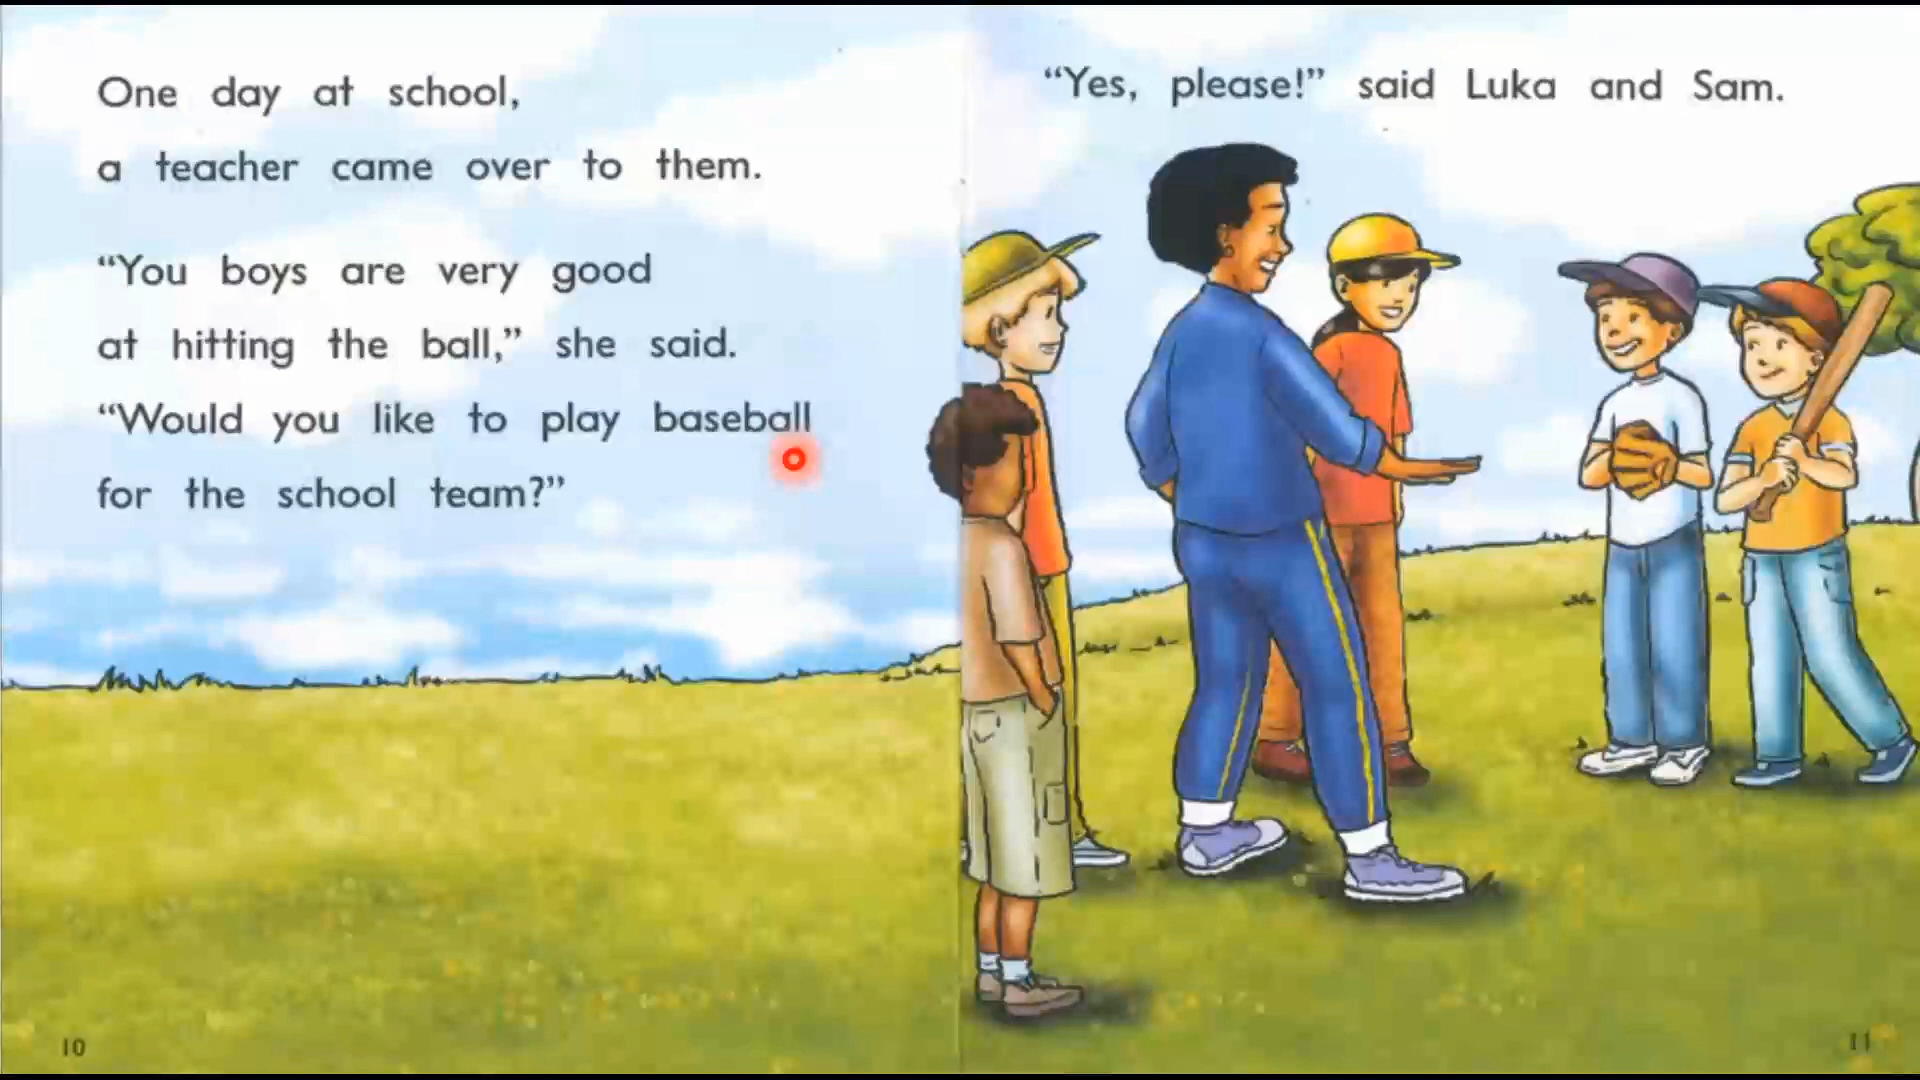 One day at school,
a teacher came over to them.
“You boys are very good
at hitting the ball,” she said.
“Would you like to play baseball
for the school team?”
10
“Yes, please!” said Luka and Sam.
11